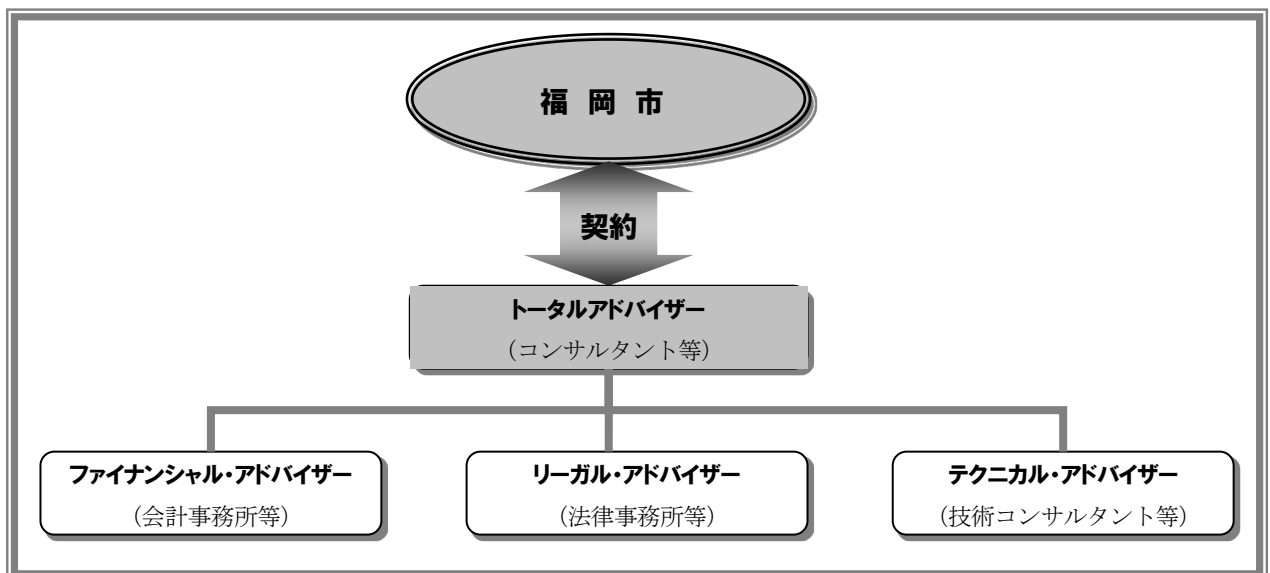 福 岡 市
契約
トータルアドバイザー
（コンサルタント等）
ファイナンシャル・アドバイザー
（会計事務所等）
リーガル・アドバイザー
（法律事務所等）
テクニカル・アドバイザー
（技術コンサルタント等）